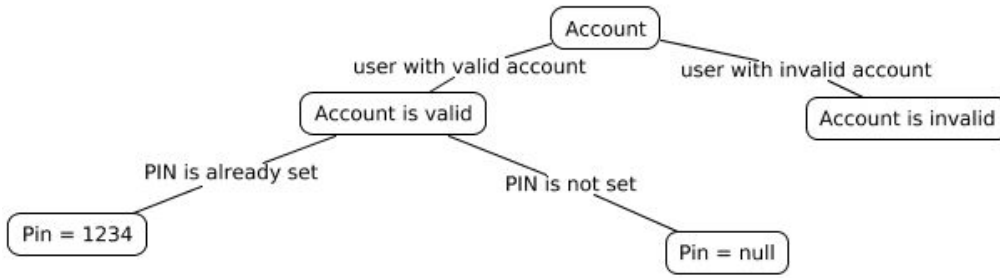 Account
user with valid account
user with invalid account
Account is valid
Account is invalid
PIN is already set
PIN is not set
Pin = 1234
Pin = null